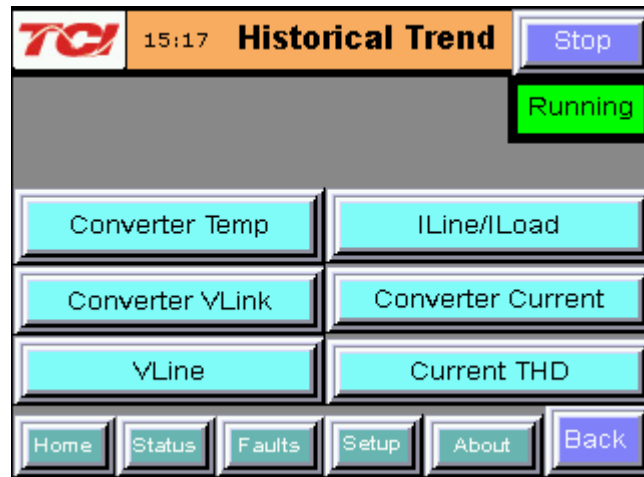 TCI 15:17 Historical Trend Stop
Running
Converter Temp ILine/ILoad
Converter VLink Converter Current
VLine Current THD
Home Status Faults Setup About Back